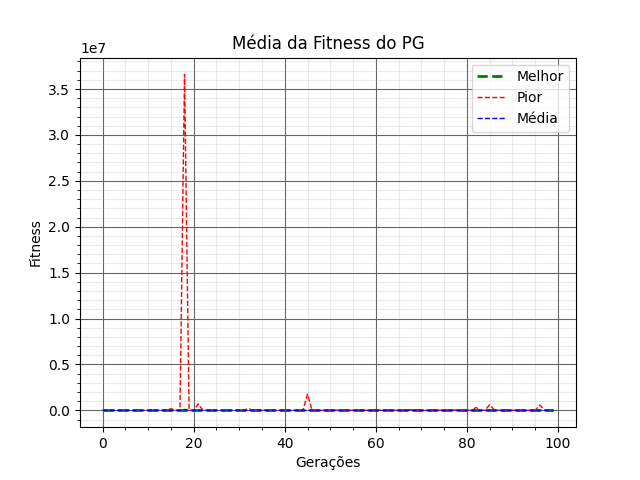 Média da Fitness do PG
1e7
Melhor
Pior
Média
3.5
3.0
2.5
2.0
1.5
1.0
0.5
0.0
Fitness
0 20 40 60 80 100
Gerações